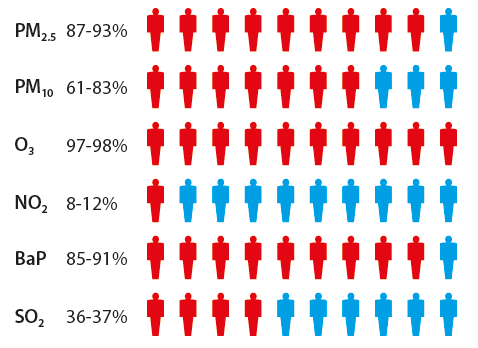 PM2.5 87-93%
PM10 61-83%
O3 97-98%
NO2 8-12%
BaP 85-91%
SO2 36-37%